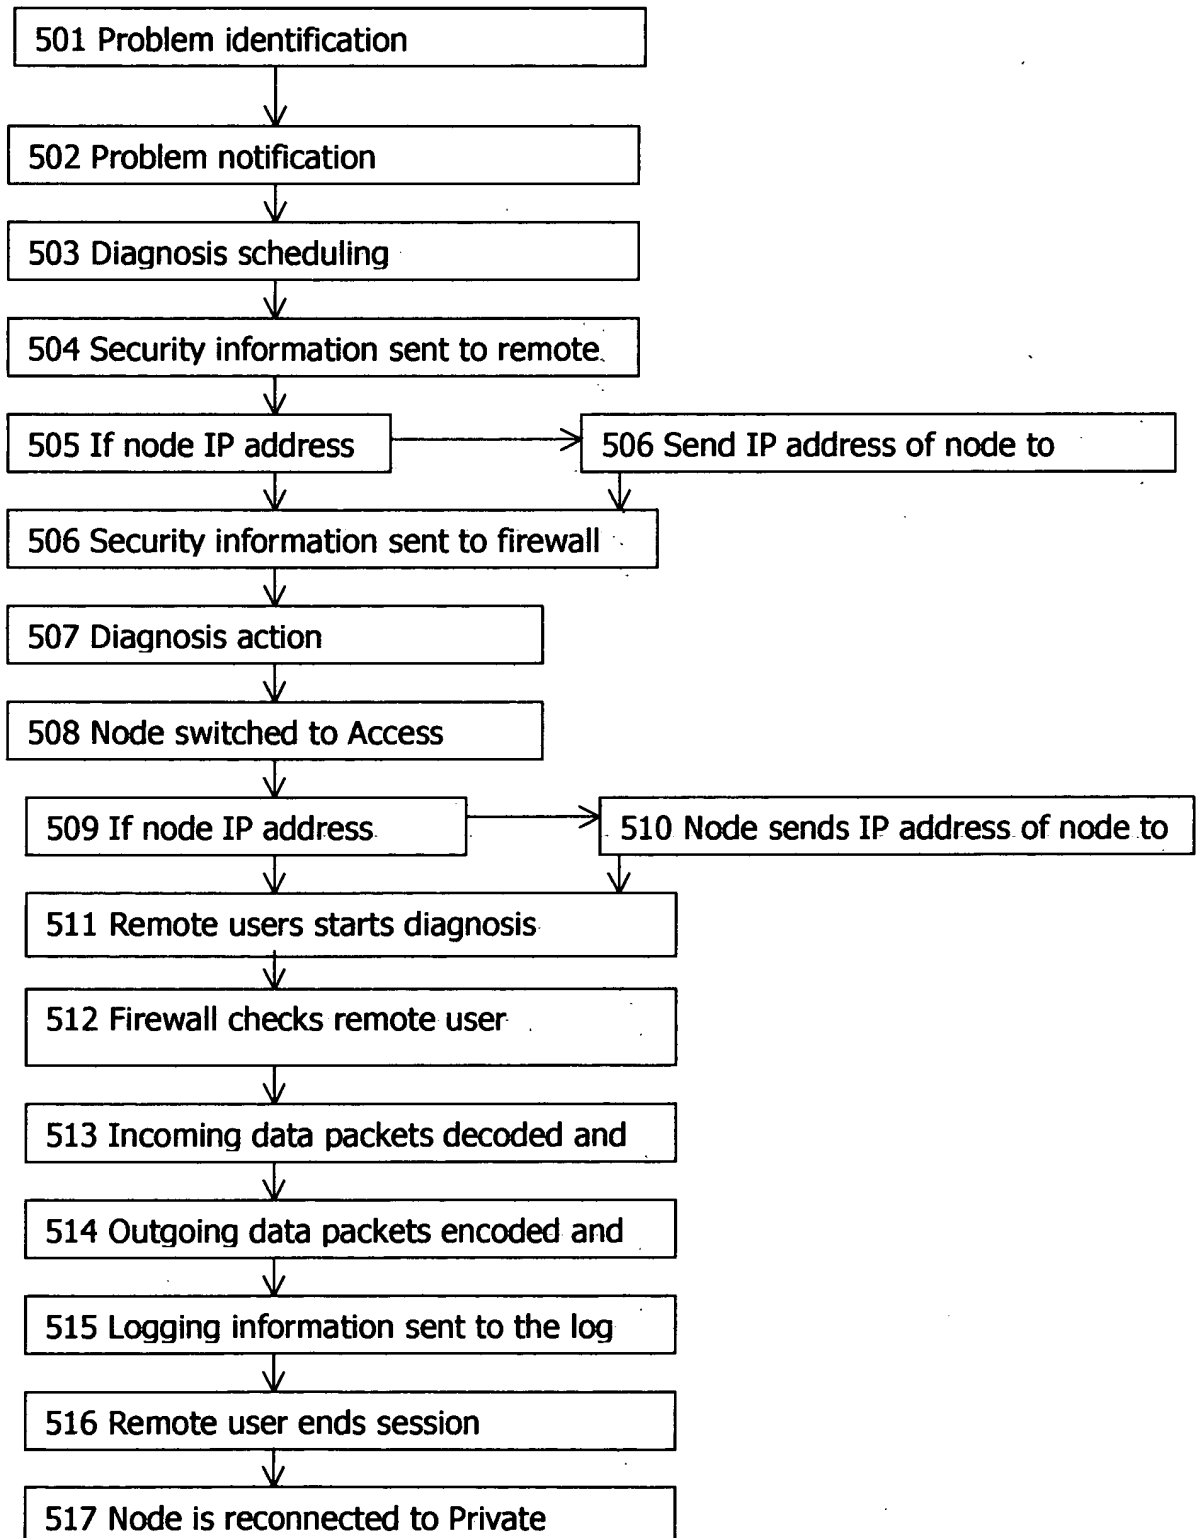 501 Problem identification
502 Problem notification
503 Diagnosis scheduling
504 Security information sent to remote
505 If node IP address
506 Send IP address of node to
506 Security information sent to firewall
507 Diagnosis action
508 Node switched to Access
509 If node IP address
510 Node sends IP address of node to
511 Remote users starts diagnosis
512 Firewall checks remote user
513 Incoming data packets decoded and
514 Outgoing data packets encoded and
515 Logging information sent to the log
516 Remote user ends session
517 Node is reconnected to Private